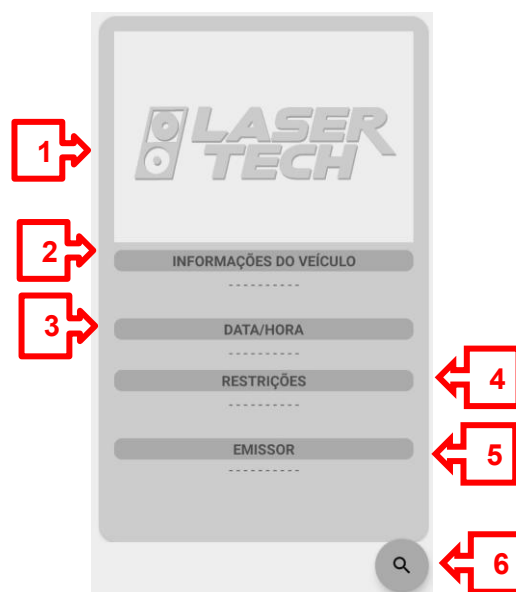 LASER
TECH
1
2
INFORMAÇÕES DO VEÍCULO
- - - - - - - - - -
3
DATA/HORA
- - - - - - - - - -
4
RESTRIÇÕES
- - - - - - - - - -
5
EMISSOR
- - - - - - - - - -
6